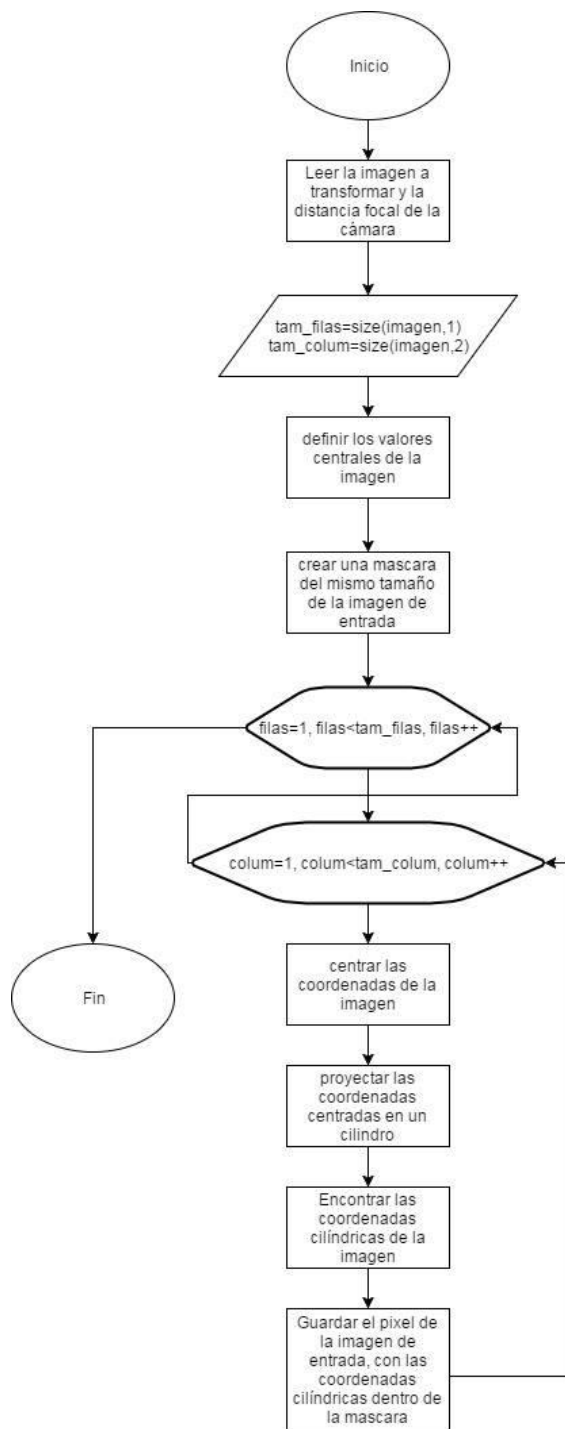 Inicio
Leer la imagen a
transformar y la
distancia focal de la
cámara
tam_filas=size(imagen,1)
tam_colum=size(imagen,2)
definir los valores
centrales de la
imagen
crear una mascara
del mismo tamaño
de la imagen de
entrada
filas=1, filas<tam_filas, filas++
colum=1, colum<tam_colum, colum++
centrar las
coordenadas de la
imagen
Fin
proyectar las
coordenadas
centradas en un
cilindro
Encontrar las
coordenadas
cilíndricas de la
imagen
Guardar el pixel de
la imagen de
entrada, con las
coordenadas
cilíndricas dentro de
la mascara